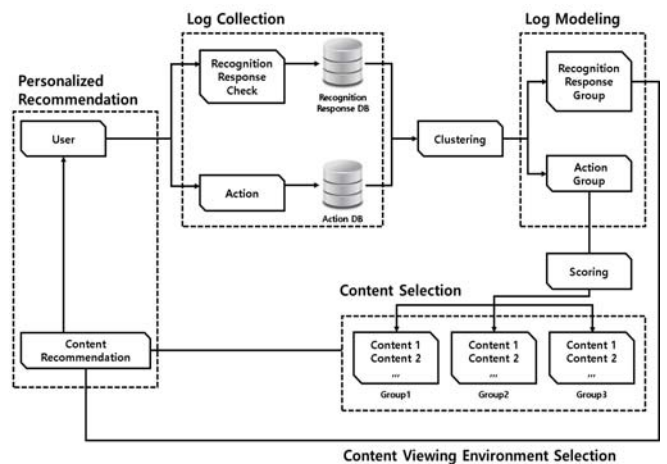 Log Collection
Log Modeling
Personalized
Recommendation
User
Recognition
Response
Check
Recognition
Response DB
Action
Action DB
Clustering
Recognition
Response
Group
Action
Group
Scoring
Content Selection
Content 1
Content 2
,,,
Group1
Content 1
Content 2
,,,
Group2
Content 1
Content 2
,,,
Group3
Content
Recommendation
Content Viewing Environment Selection